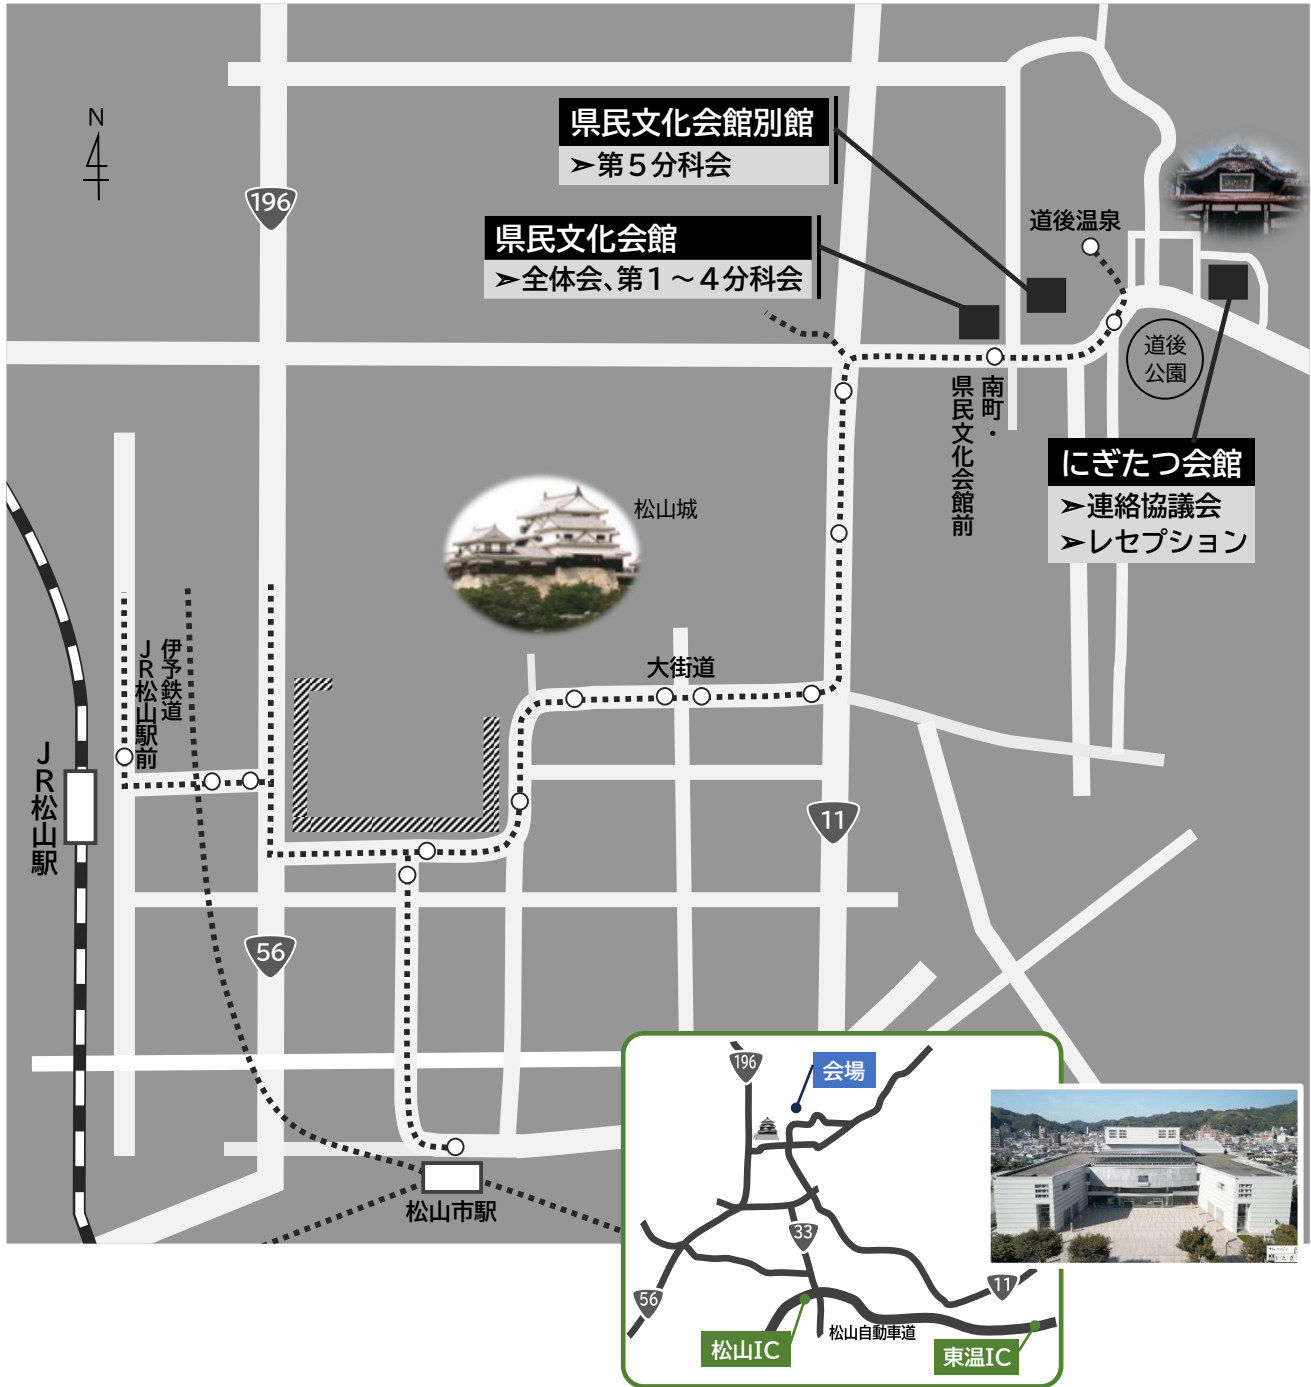 N
196
県民文化会館別館
➢第５分科会
県民文化会館
➢全体会、第１～４分科会
道後温泉
道後
公園
南町・
県民文化会館前
にぎたつ会館
➢連絡協議会
➢レセプション
松山城
大街道
伊予鉄道
ＪＲ松山駅前
ＪＲ松山駅
11
56
松山市駅
196
会場
33
56
11
松山自動車道
松山IC
東温IC